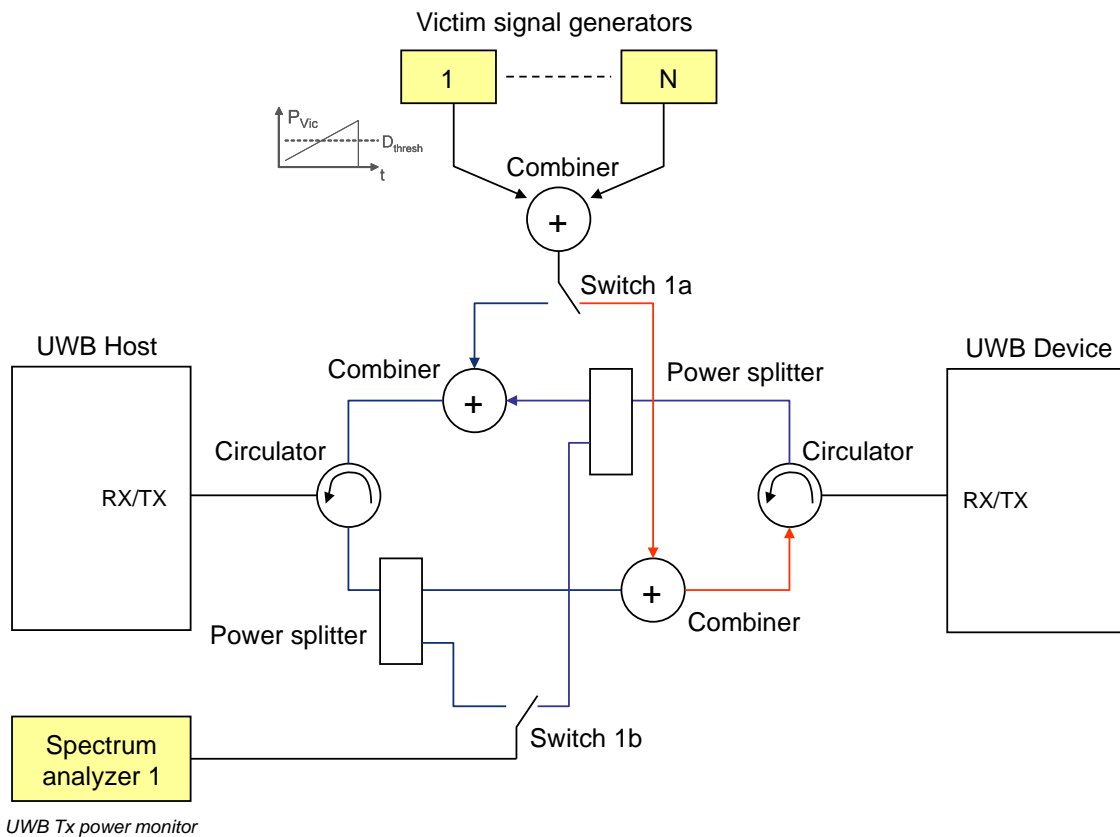 Victim signal generators
1
N
P Vic
D thresh
t
Combiner
+
Switch 1a
UWB Host
UWB Device
Combiner
Power splitter
+
Circulator
Circulator
RX/TX
RX/TX
+
Power splitter
Combiner
Switch 1b
Spectrum
analyzer 1
UWB Tx power monitor